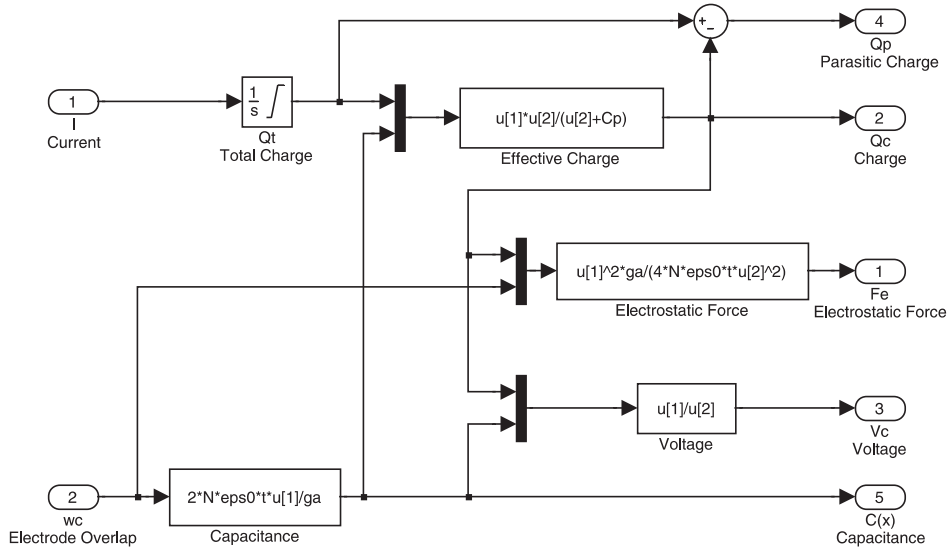 +
−
4
Qp
Parasitic Charge
1
I
Current
1
s
Qt
Total Charge
u[1]*u[2]/(u[2]+Cp)
Effective Charge
2
Qc
Charge
u[1]^2*ga/(4*N*eps0*t*u[2]^2)
Electrostatic Force
1
Fe
Electrostatic Force
u[1]/u[2]
Voltage
3
Vc
Voltage
2
wc
Electrode Overlap
2*N*eps0*t*u[1]/ga
Capacitance
5
C(x)
Capacitance